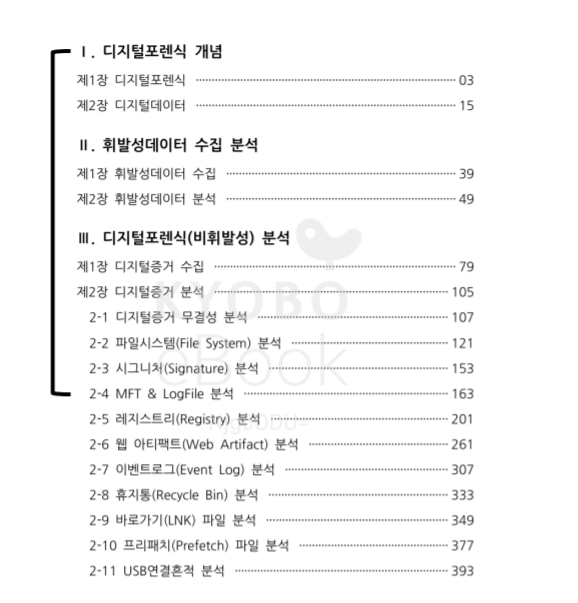 Ⅰ. 디지털포렌식 개념
제1장 디지털포렌식 03
제2장 디지털데이터 15
Ⅱ. 휘발성데이터 수집 분석
제1장 휘발성데이터 수집 39
제2장 휘발성데이터 분석 49
Ⅲ. 디지털포렌식(비휘발성) 분석
제1장 디지털증거 수집 79
제2장 디지털증거 분석 105
2-1 디지털증거 무결성 분석 107
KYOBO
2-2 파일시스템(File System) 분석 121
eBook
2-3 시그니처(Signature) 분석 153
2-4 MFT & LogFile 분석 163
2-5 레지스트리(Registry) 분석 201
2-6 웹 아티팩트(Web Artifact) 분석 261
2-7 이벤트로그(Event Log) 분석 307
2-8 휴지통(Recycle Bin) 분석 333
2-9 바로가기(LNK) 파일 분석 349
2-10 프리패치(Prefetch) 파일 분석 377
2-11 USB연결흔적 분석 393